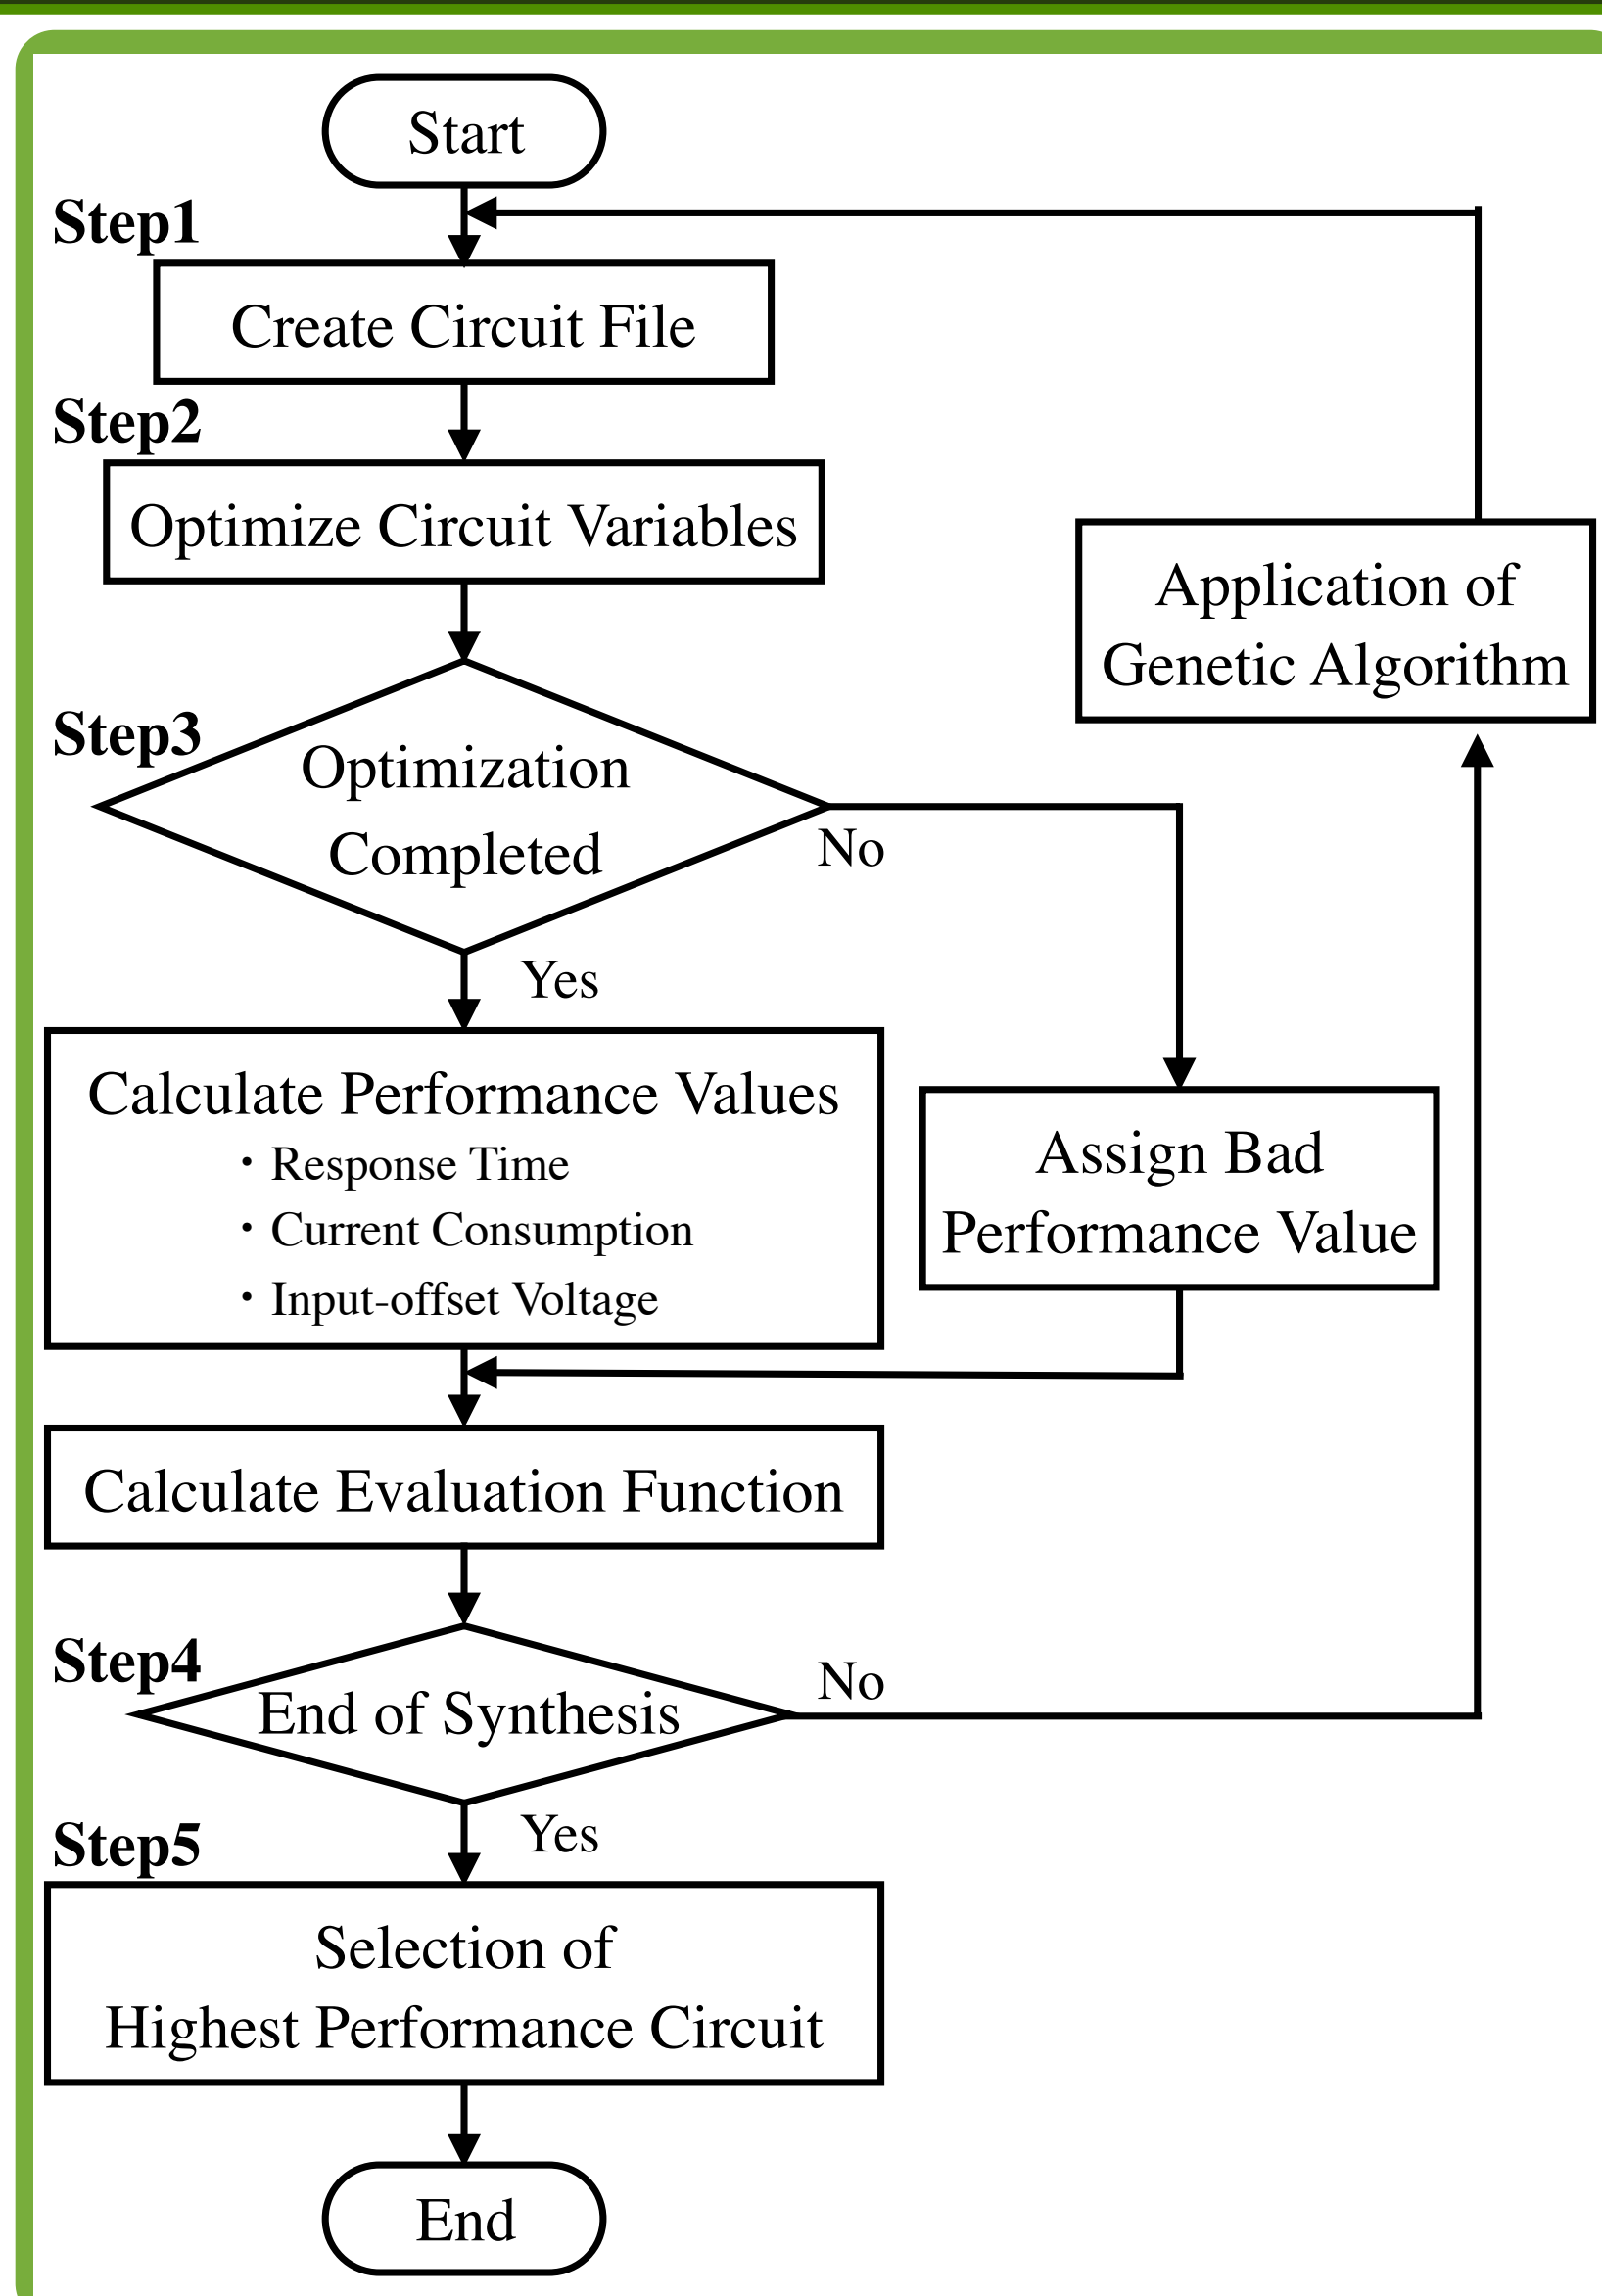 Start
Step1
Create Circuit File
Step2
Optimize Circuit Variables
Application of
Genetic Algorithm
Step3
Optimization
Completed
No
Yes
Calculate Performance Values
・Response Time
・Current Consumption
・Input-offset Voltage
Assign Bad
Performance Value
Calculate Evaluation Function
Step4
End of Synthesis
No
Yes
Step5
Selection of
Highest Performance Circuit
End